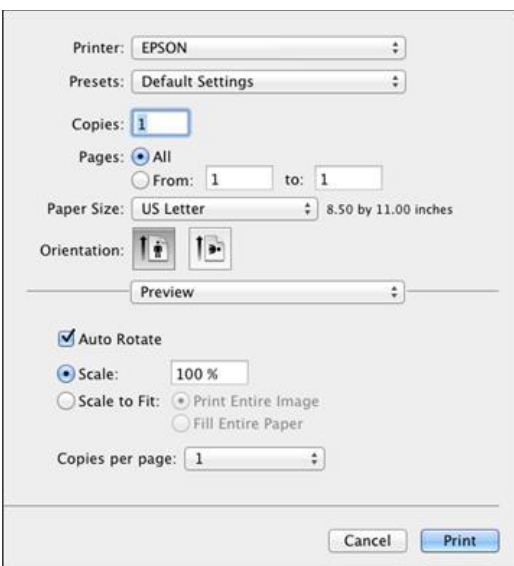 Printer: EPSON
Presets: Default Settings
Copies: 1
Pages: All
From: 1 to: 1
Paper Size: US Letter 8.50 by 11.00 inches
Orientation:
Preview
Auto Rotate
Scale: 100 %
Scale to Fit: Print Entire Image
Fill Entire Paper
Copies per page: 1
Cancel Print